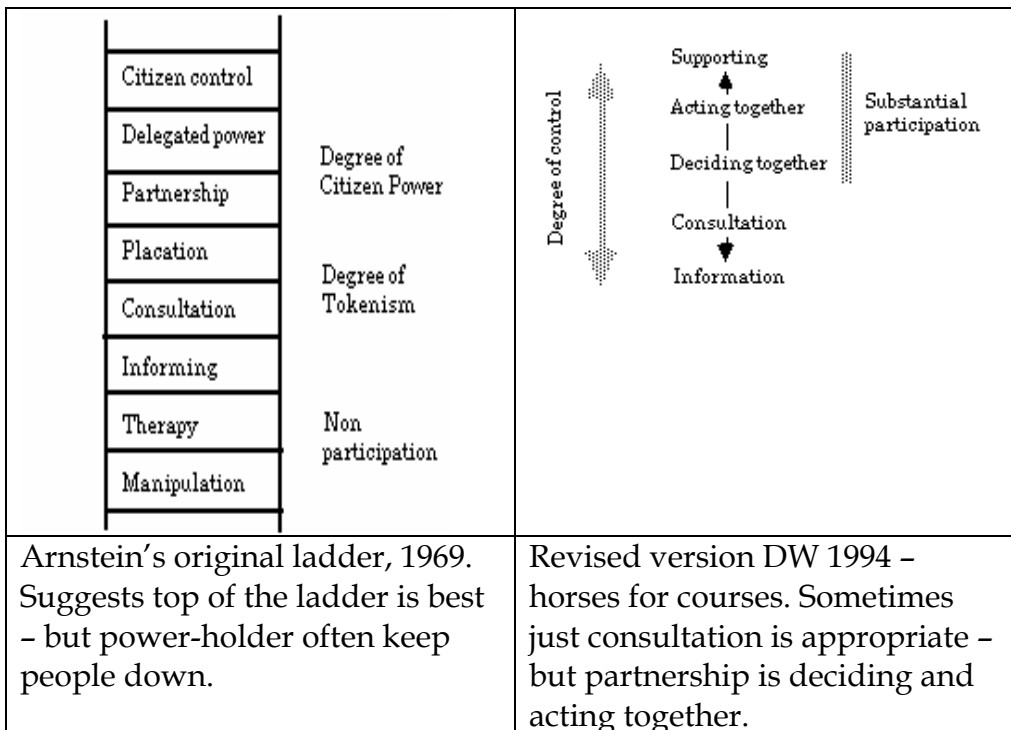 Citizen control
Delegated power
Partnership
Placation
Consultation
Informing
Therapy
Manipulation
Degree of
Citizen Power
Degree of
Tokenism
Non
participation
Degree of control
Supporting
Acting together
Deciding together
Consultation
Information
Substantial
participation
Arnstein’s original ladder, 1969.
Suggests top of the ladder is best
– but power-holder often keep
people down.
Revised version DW 1994 –
horses for courses. Sometimes
just consultation is appropriate –
but partnership is deciding and
acting together.